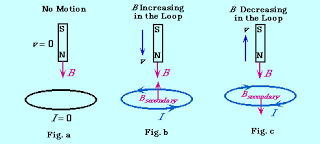 No Motion
S
v = 0
N
B
I = 0
Fig. a
B Increasing
in the Loop
S
N
v
B
Bsecondary
I
Fig. b
B Decreasing
in the Loop
S
N
v
B
Bsecondary
I
Fig. c